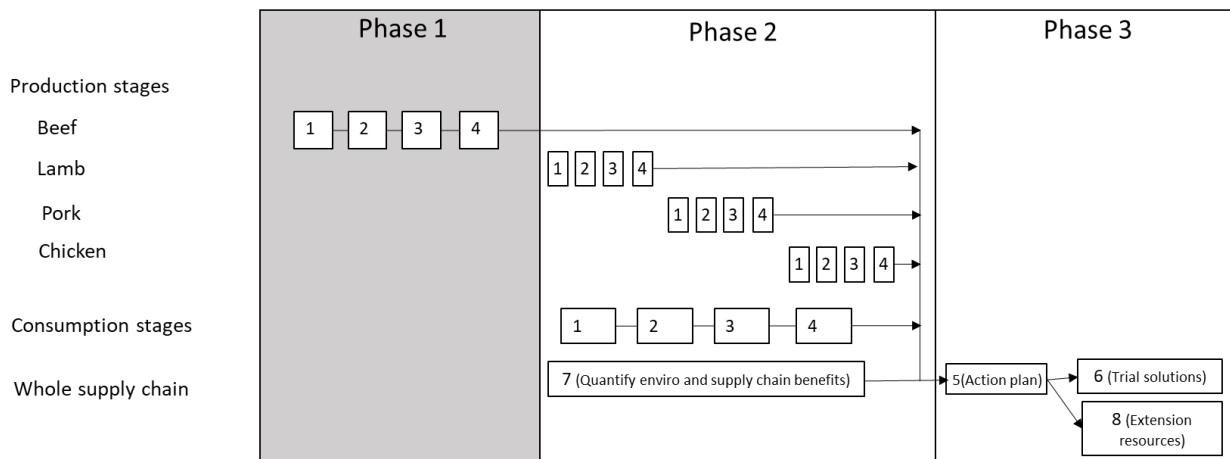 Phase 1
Phase 2
Phase 3
Production stages
Beef
1 2 3 4
Lamb
1 2 3 4
Pork
1 2 3 4
Chicken
1 2 3 4
Consumption stages
1 2 3 4
Whole supply chain
7 (Quantify enviro and supply chain benefits)
5(Action plan)
6 (Trial solutions)
8 (Extension
resources)